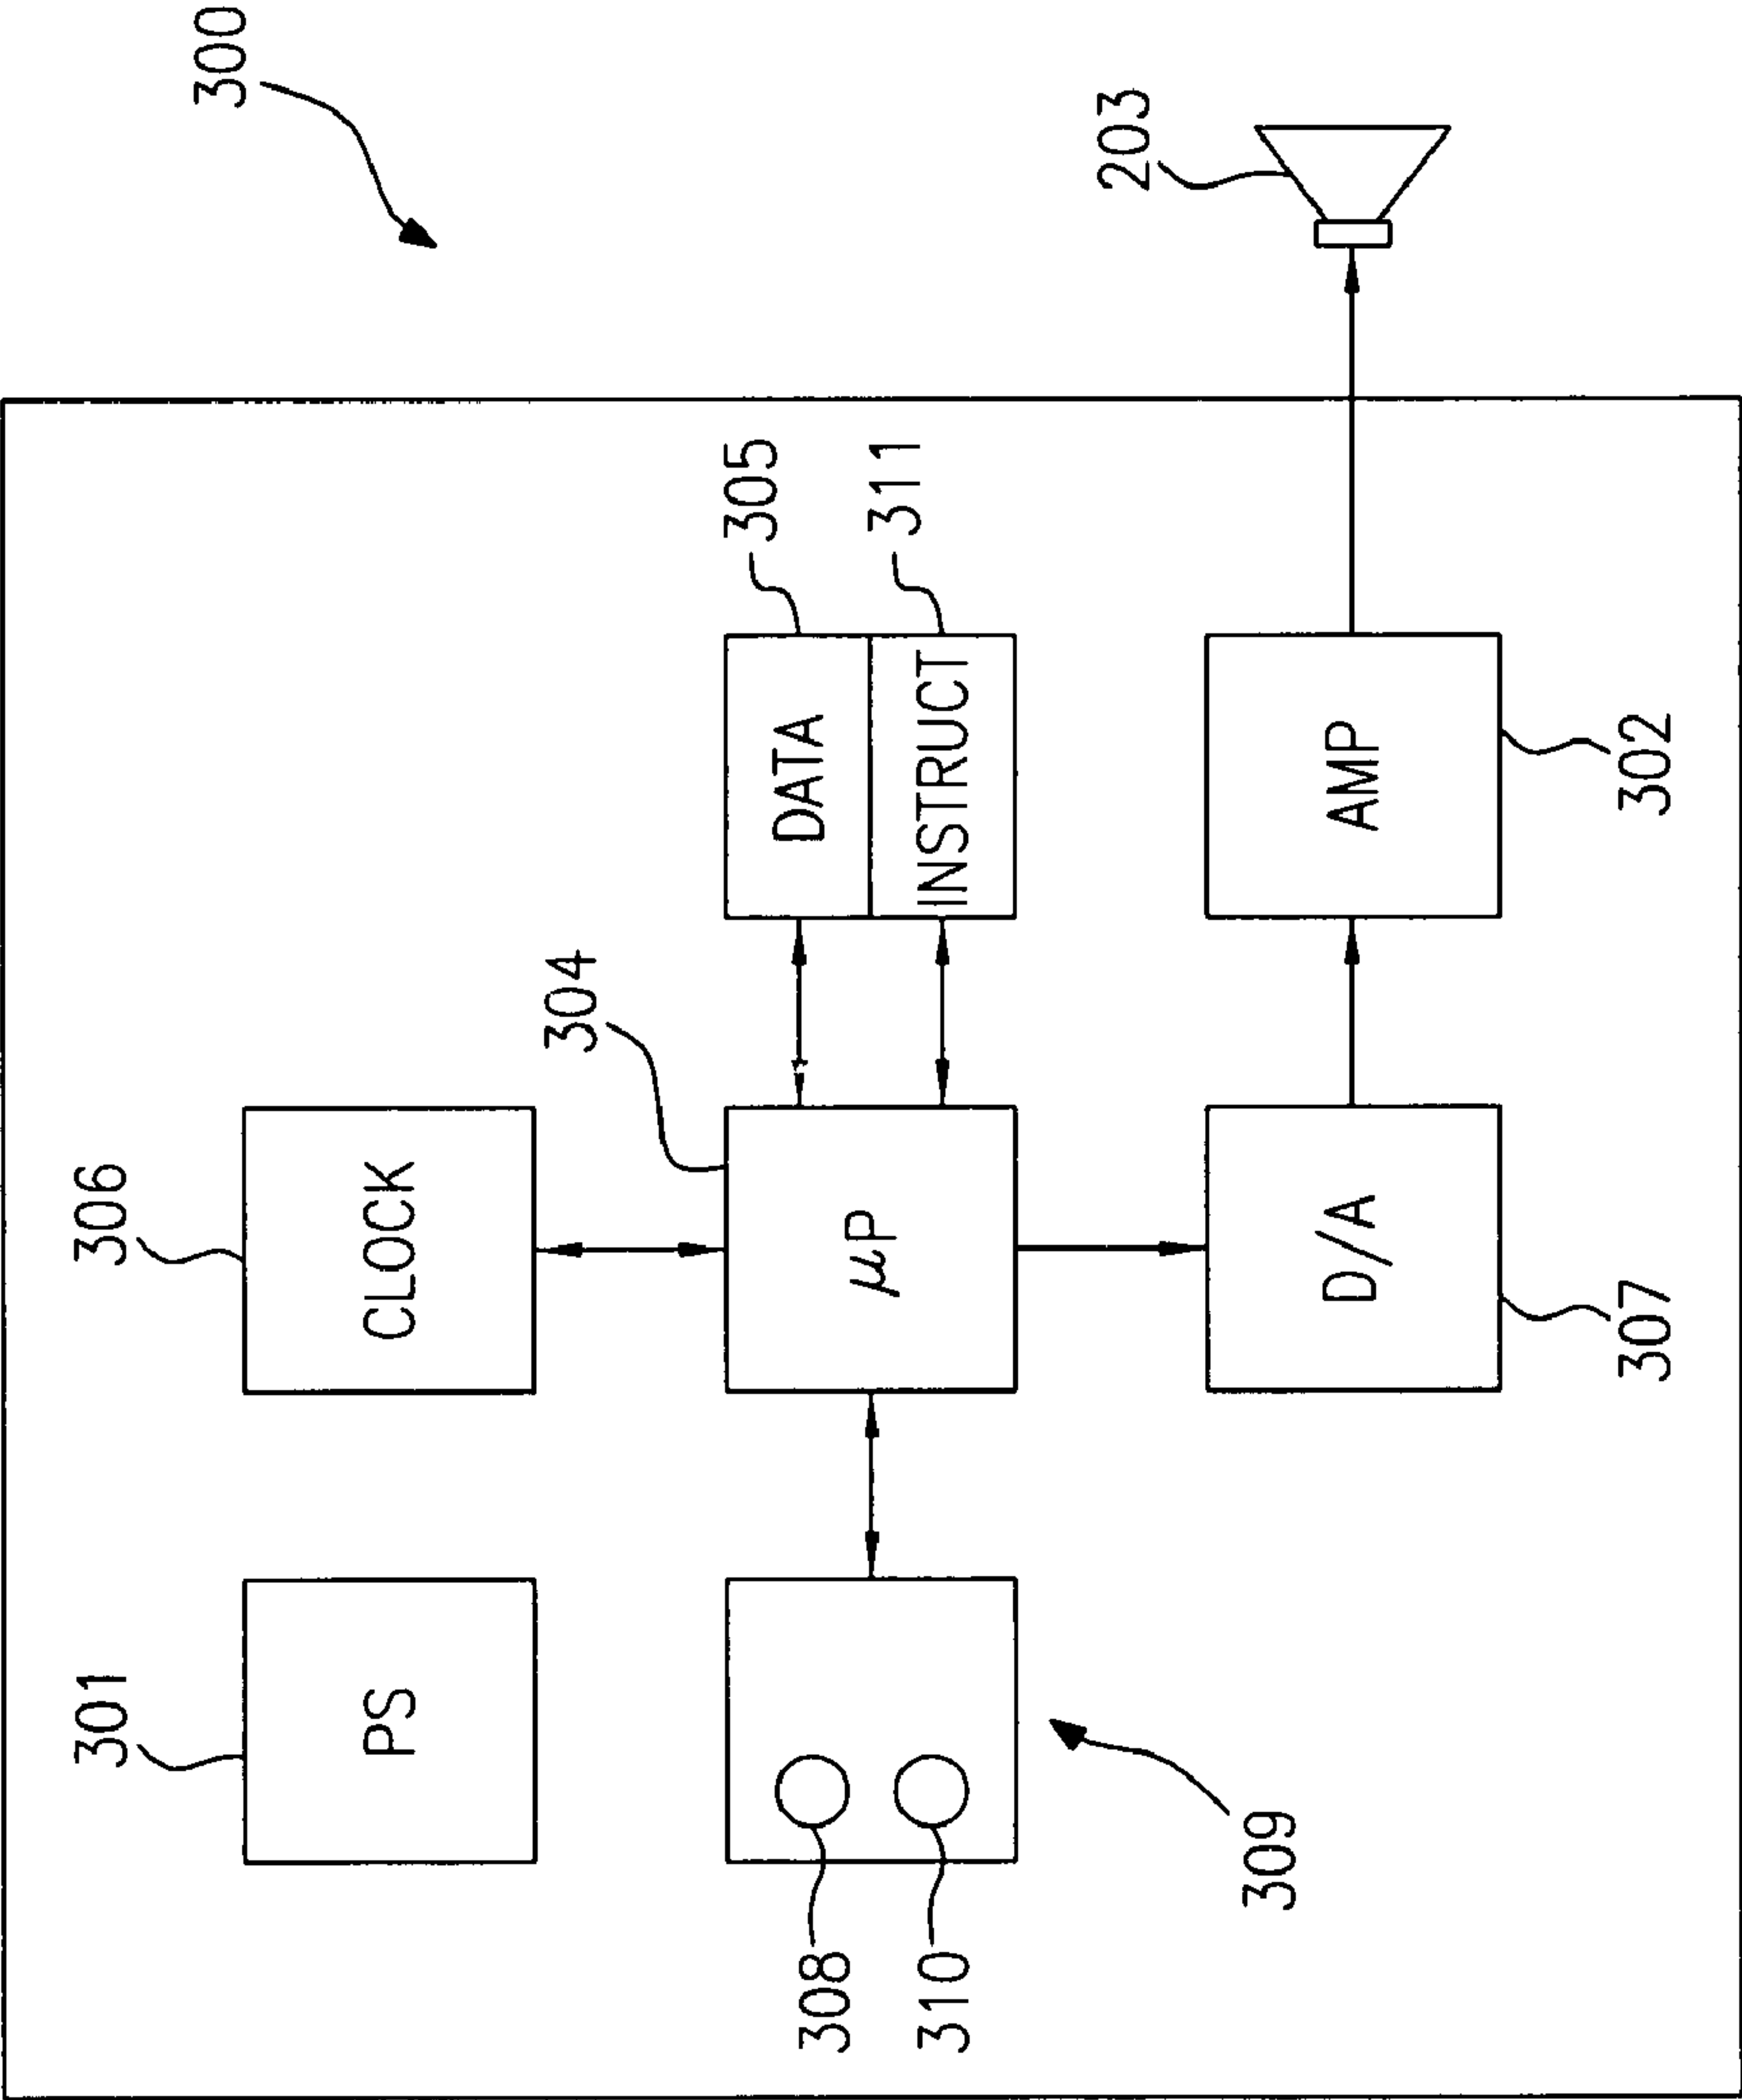 301
306
300
PS
CLOCK
304
305
DATA
308
µP
311
310
INSTRUCT
203
309
D/A
AMP
307
302